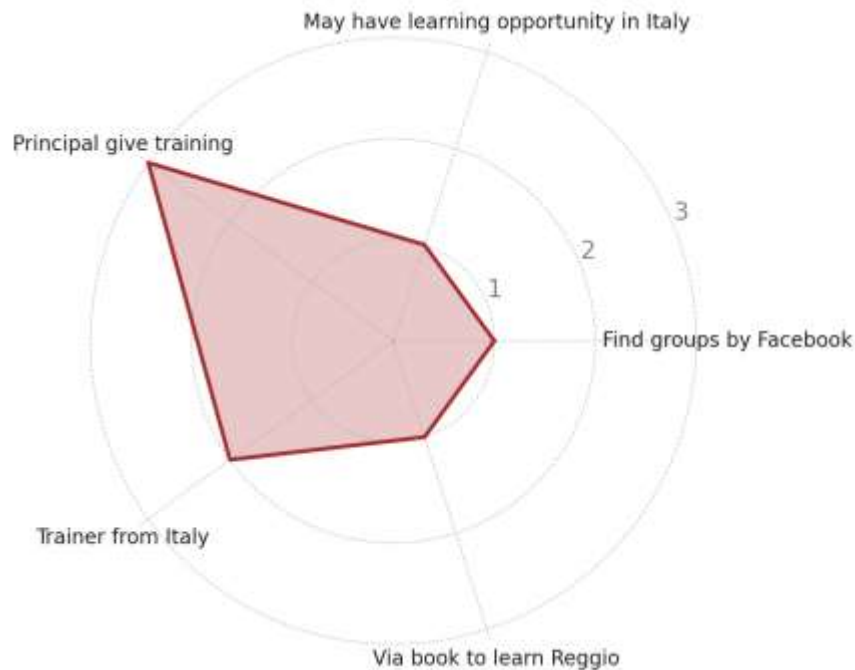 May have learning opportunity in Italy
Principal give training
3
2
1
Find groups by Facebook
Trainer from Italy
Via book to learn Reggio